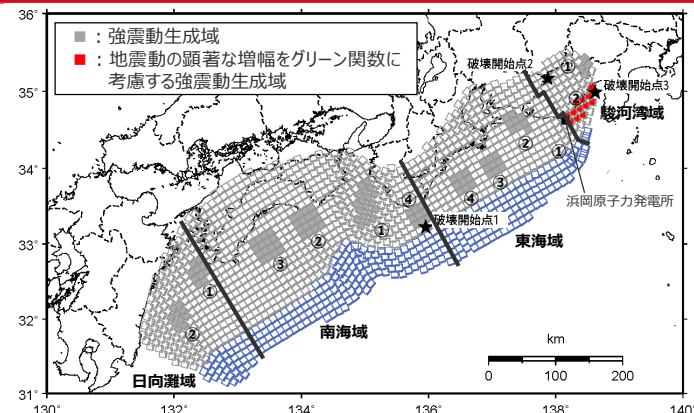 ■ : 強震動生成域
■ : 地震動の顕著な増幅をグリーン関数に
考慮する強震動生成域
36°
35°
34°
33°
32°
31°
130°
132°
134°
136°
138°
140°
破壊開始点2
①
破壊開始点3
②
駿河湾域
②
①
浜岡原子力発電所
③
④
④
破壊開始点1
①
東海域
②
③
①
南海域
②
日向灘域
km
0
100
200